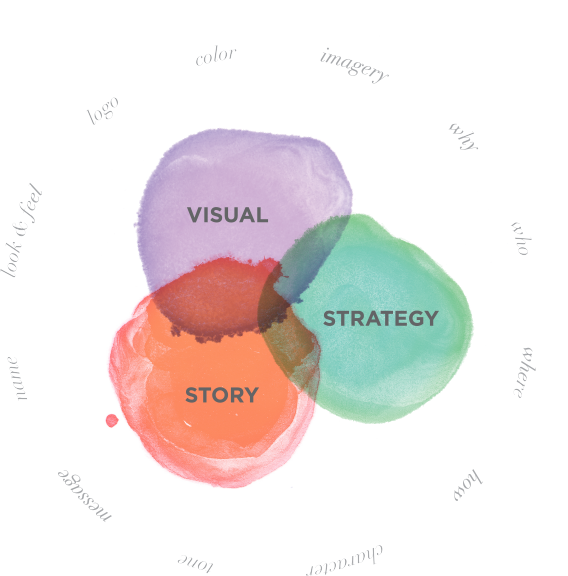 color
imagery
why
who
where
how
character
tone
message
name
look & feel
logo
VISUAL
STRATEGY
STORY